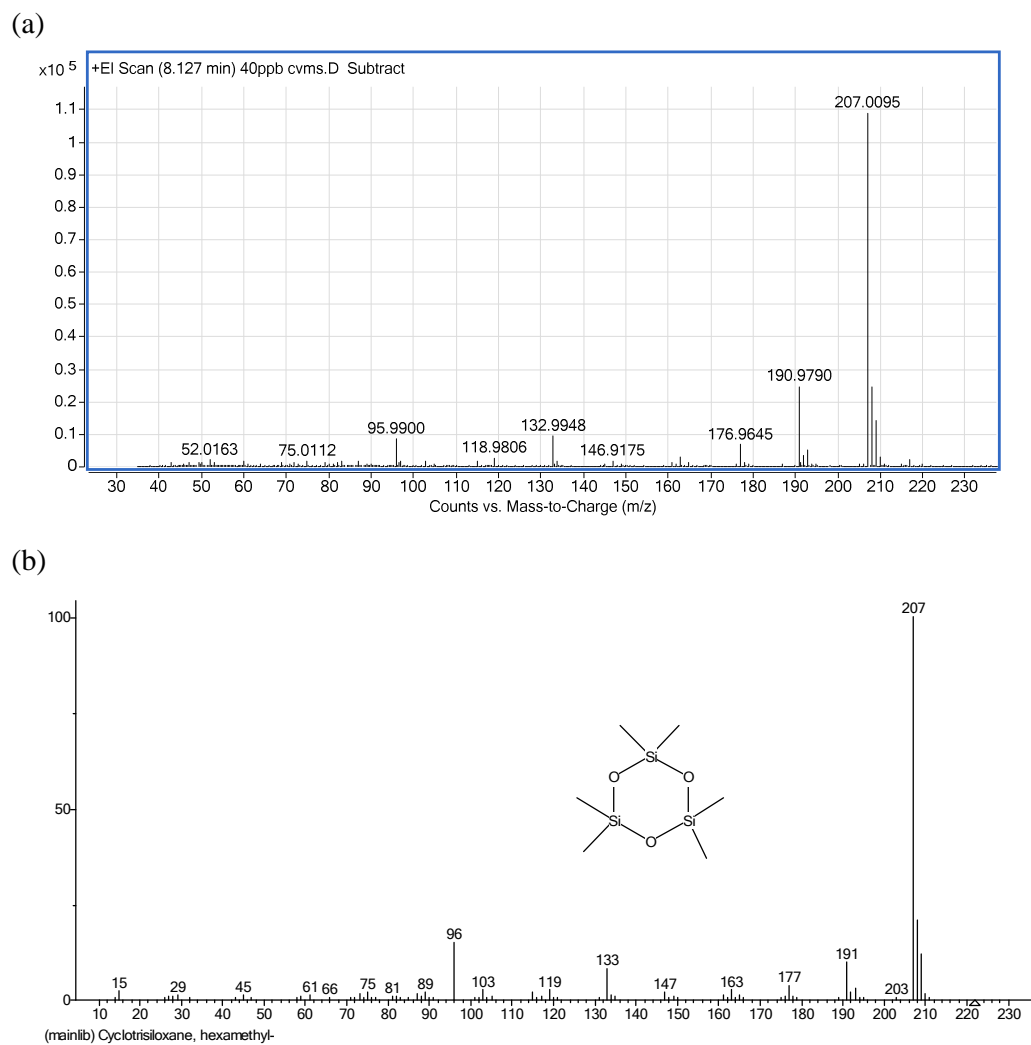 (a)
x10 5
+EI Scan (8.127 min) 40ppb cvms.D Subtract
1.1
1
0.9
0.8
0.7
0.6
0.5
0.4
0.3
0.2
0.1
0
207.0095
190.9790
176.9645
146.9175
132.9948
118.9806
95.9900
75.0112
52.0163
30 40 50 60 70 80 90 100 110 120 130 140 150 160 170 180 190 200 210 220 230
Counts vs. Mass-to-Charge (m/z)
(b)
100
50
0
207
Si
O O
Si Si
O
15 29 45 61 66 75 81 89 96 103 119 133 147 163 177 191 203
10 20 30 40 50 60 70 80 90 100 110 120 130 140 150 160 170 180 190 200 210 220 230
(mainlib) Cyclotrisiloxane, hexamethyl-